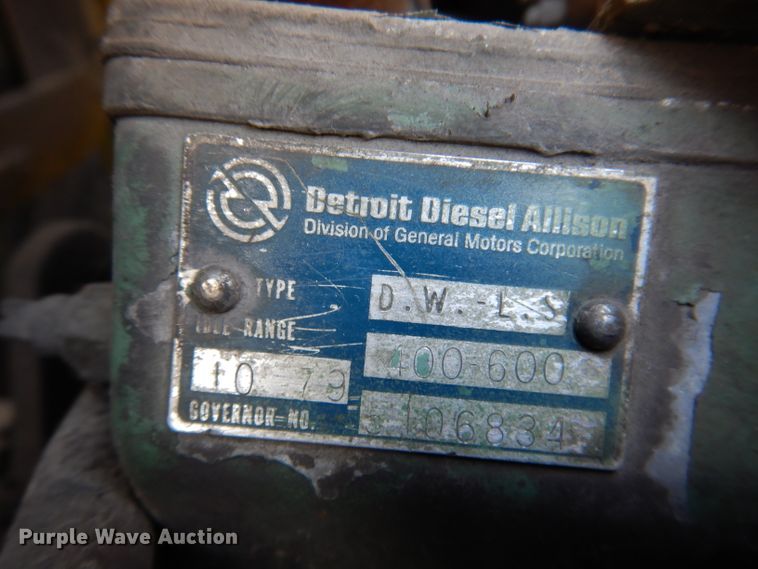 Detroit Diesel Allison
Division of General Motors Corporation
TYPE D.W.-L.S
IDLE RANGE 400-600
10 79
GOVERNOR NO. 5106834
Purple Wave Auction